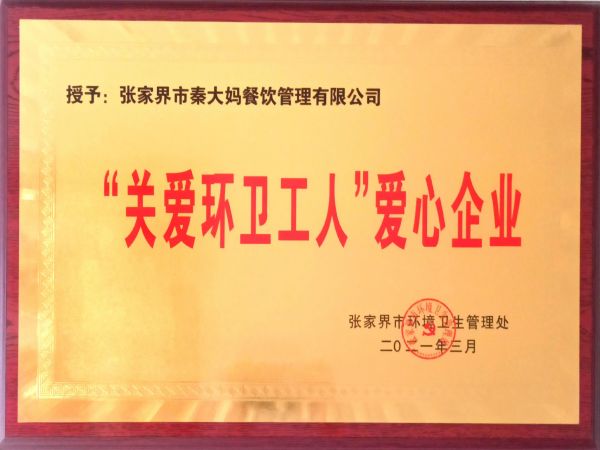 授予：张家界市秦大妈餐饮管理有限公司
“关爱环卫工人”爱心企业
张家界市环境卫生管理处
二〇二一年三月